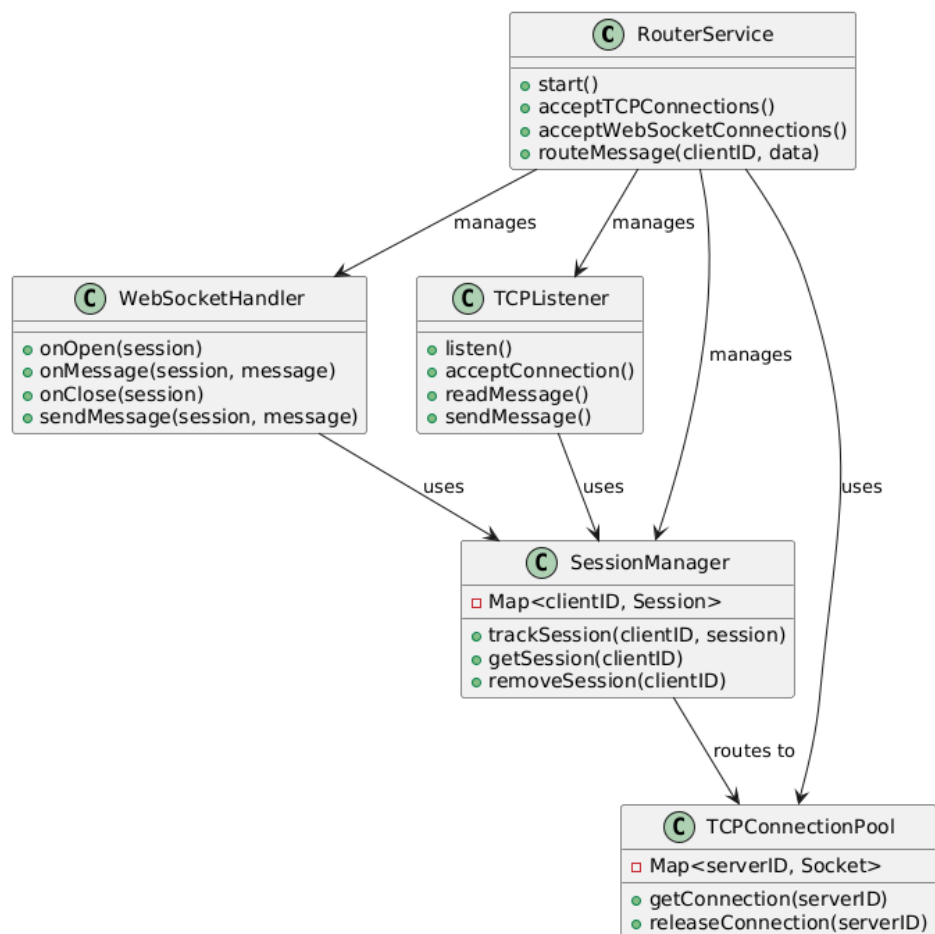 C RouterService
start()
acceptTCPConnections()
acceptWebSocketConnections()
routeMessage(clientID, data)
manages
manages
C WebSocketHandler
onOpen(session)
onMessage(session, message)
onClose(session)
sendMessage(session, message)
C TCPListener
listen()
acceptConnection()
readMessage()
sendMessage()
manages
uses
uses
uses
C SessionManager
Map<clientID, Session>
trackSession(clientID, session)
getSession(clientID)
removeSession(clientID)
routes to
C TCPConnectionPool
Map<serverID, Socket>
getConnection(serverID)
releaseConnection(serverID)